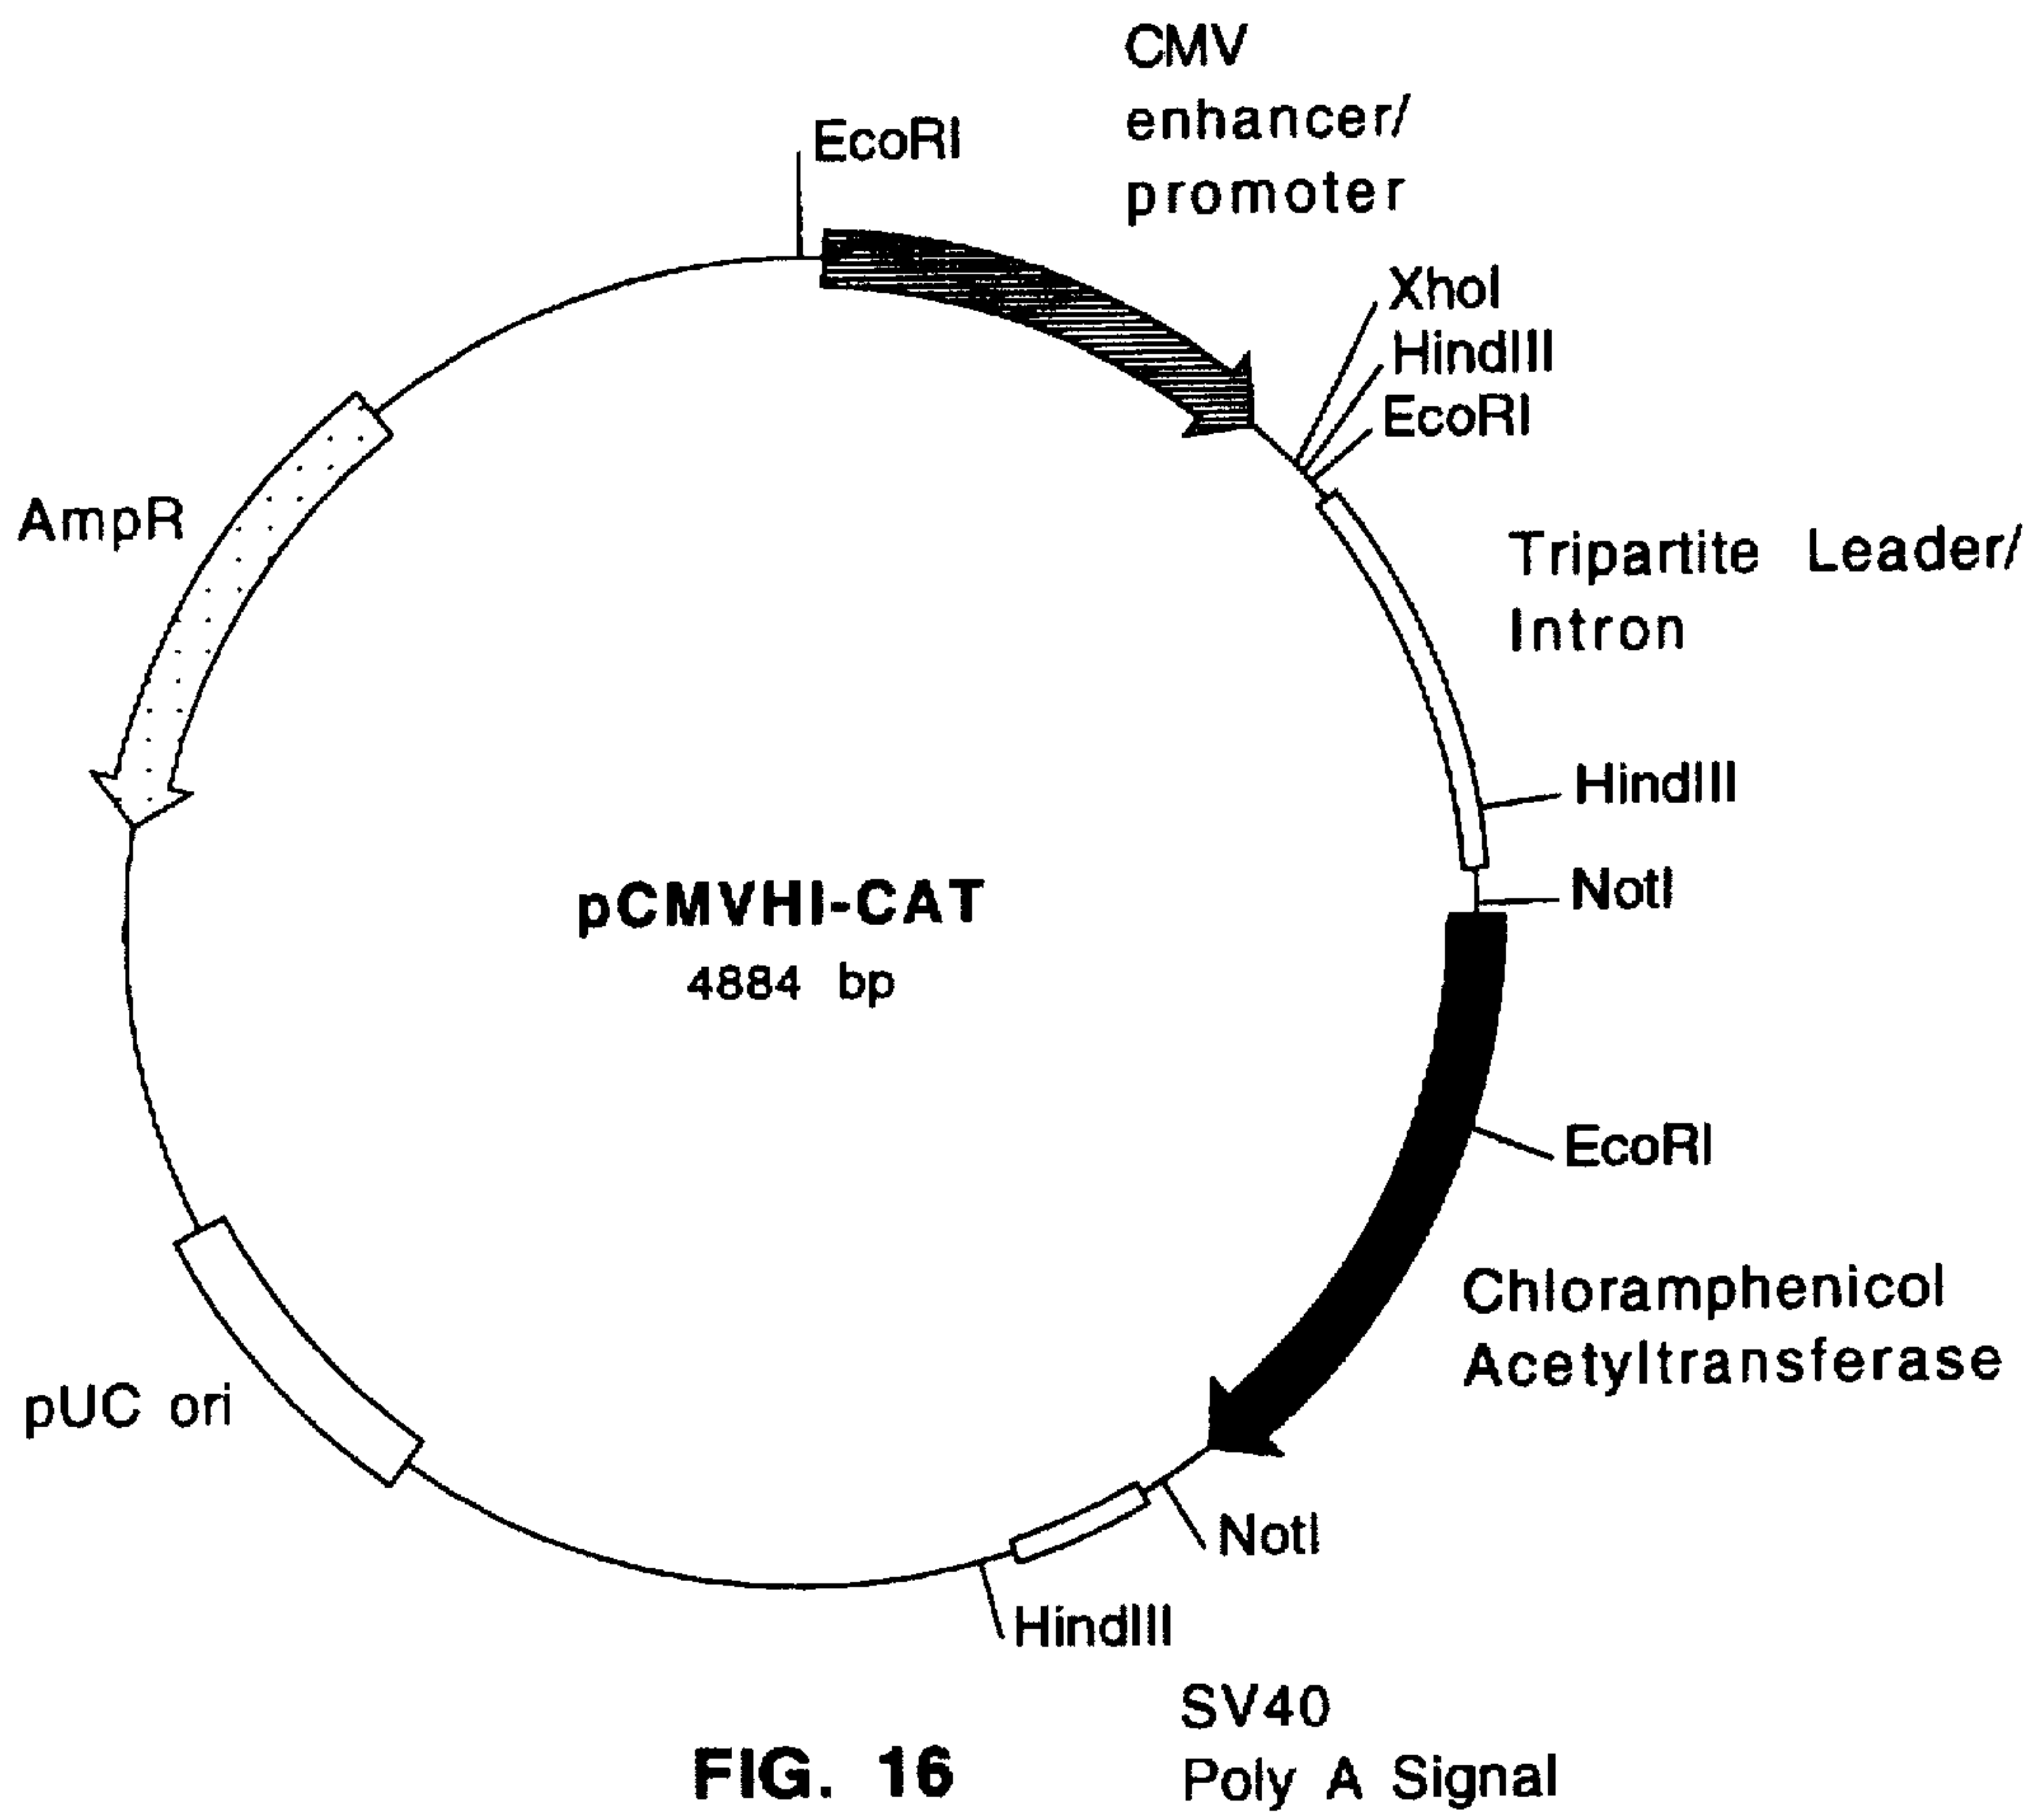 CMV
enhancer/
promoter
EcoRI
XhoI
HindIII
EcoRI
AmpR
Tripartite Leader/
Intron
HindIII
NotI
pCMVHI-CAT
4884 bp
EcoRI
Chloramphenicol
Acetyltransferase
pUC ori
NotI
HindIII
SV40
Poly A Signal
FIG. 16